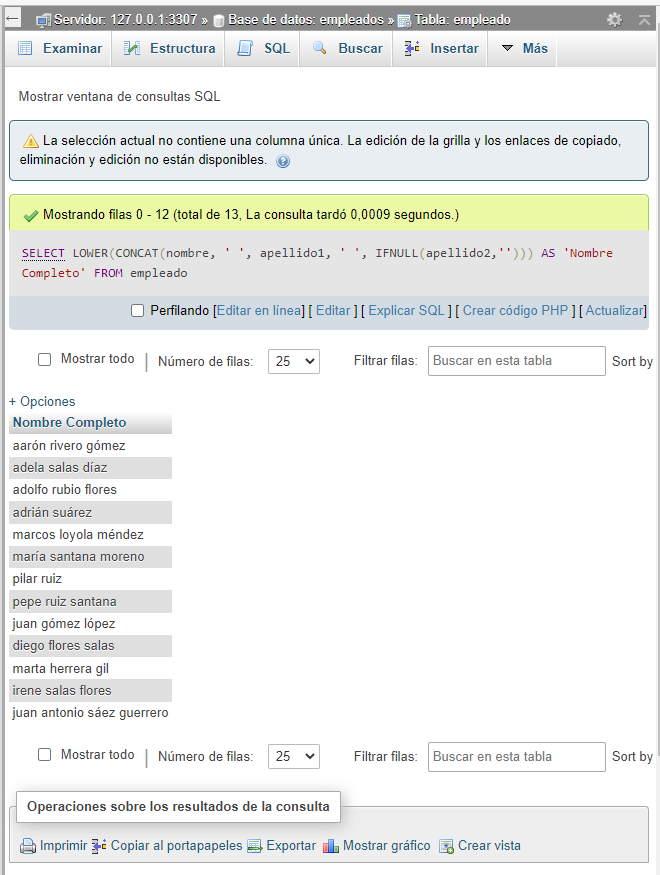 Servidor: 127.0.0.1:3307 » Base de datos: empleados » Tabla: empleado
Examinar Estructura SQL Buscar Insertar Más
Mostrar ventana de consultas SQL
La selección actual no contiene una columna única. La edición de la grilla y los enlaces de copiado,
eliminación y edición no están disponibles.
Mostrando filas 0 - 12 (total de 13, La consulta tardó 0,0009 segundos.)
SELECT LOWER(CONCAT(nombre, ' ', apellido1, ' ', IFNULL(apellido2,''))) AS 'Nombre
Completo' FROM empleado
Perfilando [Editar en línea] [ Editar ] [ Explicar SQL ] [ Crear código PHP ] [ Actualizar]
Mostrar todo | Número de filas: 25 Filtrar filas: Buscar en esta tabla Sort by
+ Opciones
Nombre Completo
aarón rivero gómez
adela salas díaz
adolfo rubio flores
adrián suárez
marcos loyola méndez
maría santana moreno
pilar ruiz
pepe ruiz santana
juan gómez lópez
diego flores salas
marta herrera gil
irene salas flores
juan antonio sáez guerrero
Mostrar todo | Número de filas: 25 Filtrar filas: Buscar en esta tabla Sort by
Operaciones sobre los resultados de la consulta
Imprimir Copiar al portapapeles Exportar Mostrar gráfico Crear vista